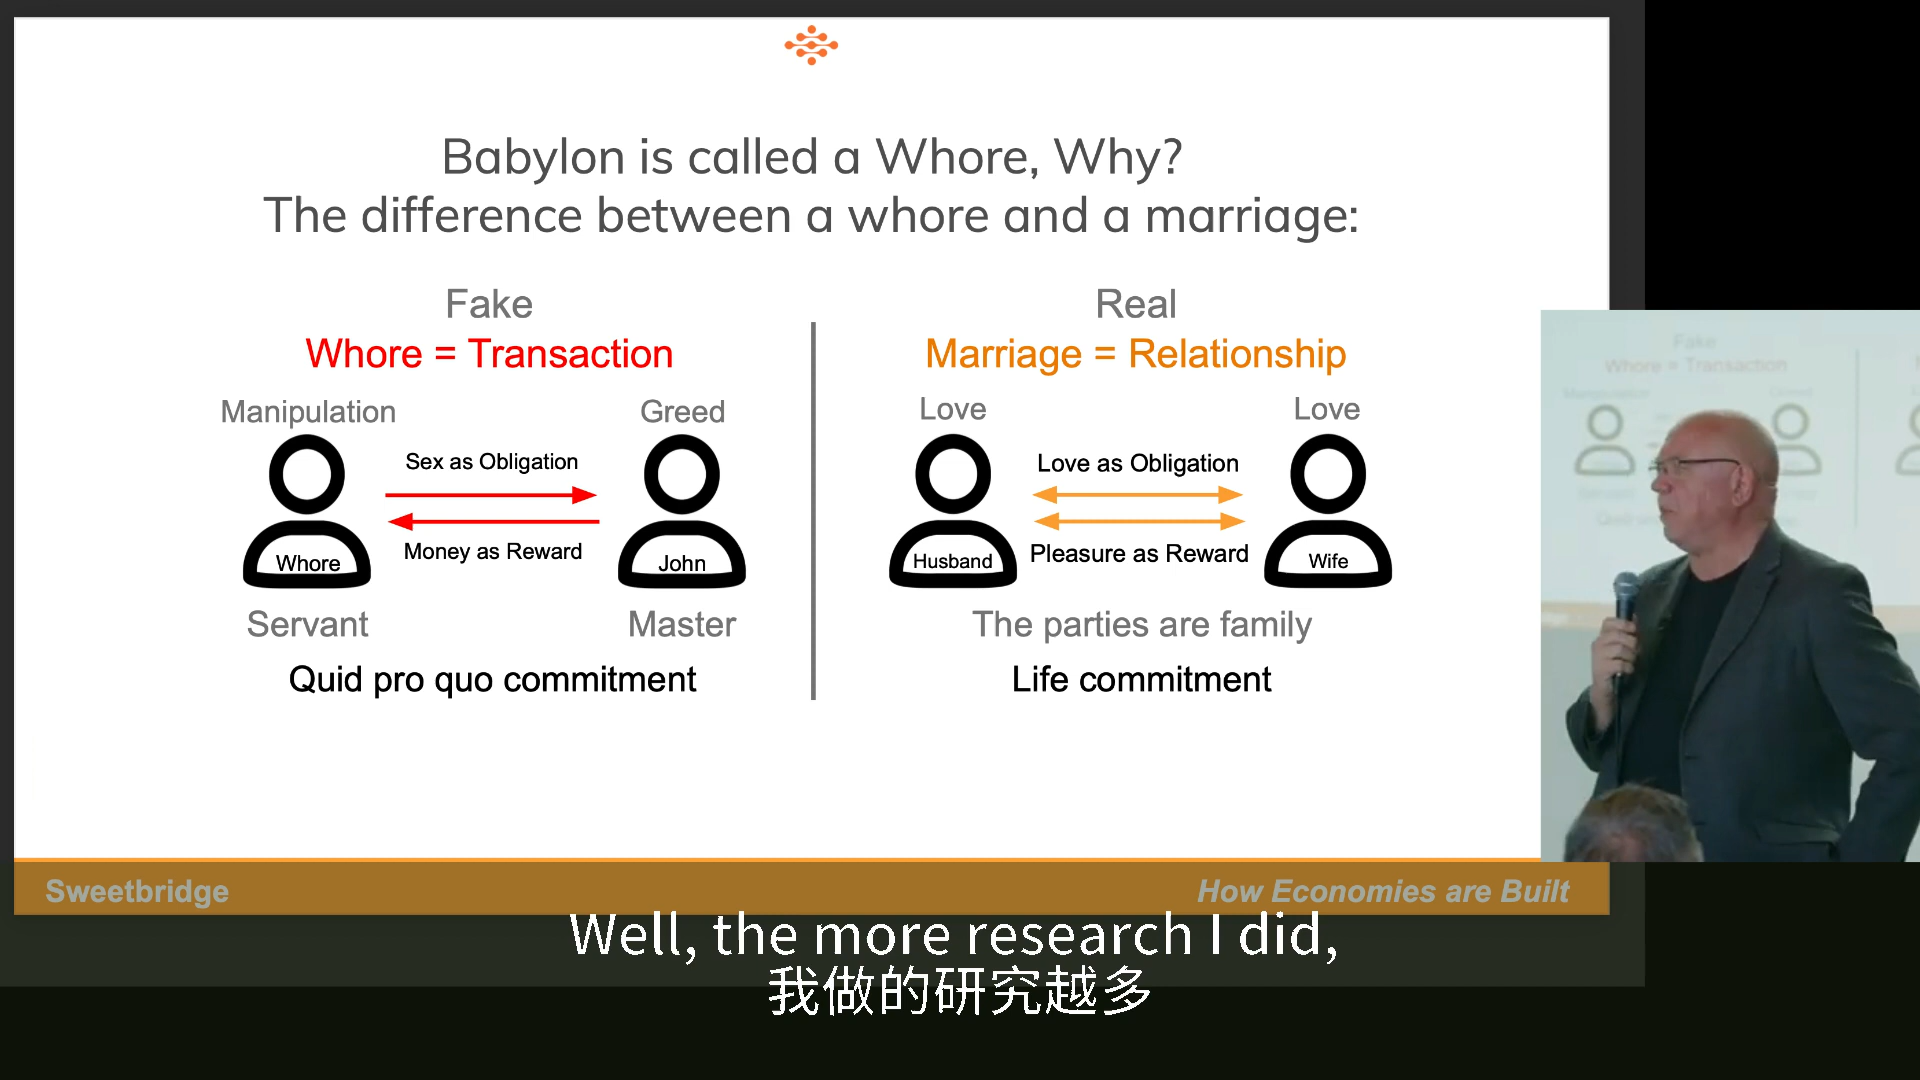 Babylon is called a Whore, Why?
The difference between a whore and a marriage:
Fake
Whore = Transaction
Manipulation
Greed
Sex as Obligation
Money as Reward
Whore
John
Servant
Master
Quid pro quo commitment
Real
Marriage = Relationship
Love
Love
Love as Obligation
Pleasure as Reward
Husband
Wife
The parties are family
Life commitment
Fake
Whore = Transaction
Sweetbridge
How Economies are Built
Well, the more research I did,
我做的研究越多